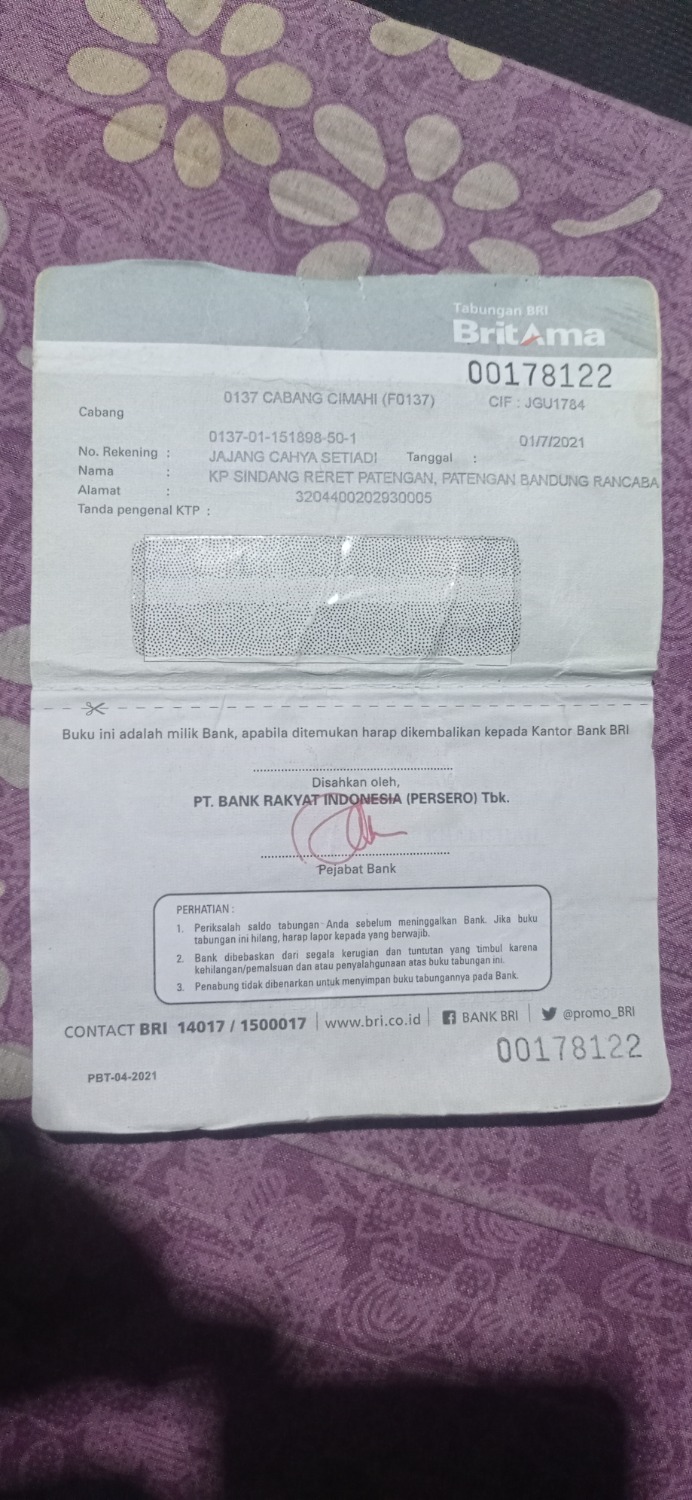 Tabungan BRI
BritAma
00178122
Cabang 0137 CABANG CIMAHI (F0137) CIF : JGU1784
No. Rekening : 0137-01-151898-50-1 01/7/2021
Nama : JAJANG CAHYA SETIADI Tanggal :
Alamat : KP SINDANG RERET PATENGAN, PATENGAN BANDUNG RANCABA
Tanda pengenal KTP : 3204400202930005
Buku ini adalah milik Bank, apabila ditemukan harap dikembalikan kepada Kantor Bank BRI
Disahkan oleh,
PT. BANK RAKYAT INDONESIA (PERSERO) Tbk.
Pejabat Bank
PERHATIAN :
1. Periksalah saldo tabungan Anda sebelum meninggalkan Bank. Jika buku
tabungan ini hilang, harap lapor kepada yang berwajib.
2. Bank dibebaskan dari segala kerugian dan tuntutan yang timbul karena
kehilangan/pemalsuan dan atau penyalahgunaan atas buku tabungan ini.
3. Penabung tidak dibenarkan untuk menyimpan buku tabungannya pada Bank.
CONTACT BRI 14017 / 1500017 | www.bri.co.id | BANK BRI | @promo_BRI
00178122
PBT-04-2021